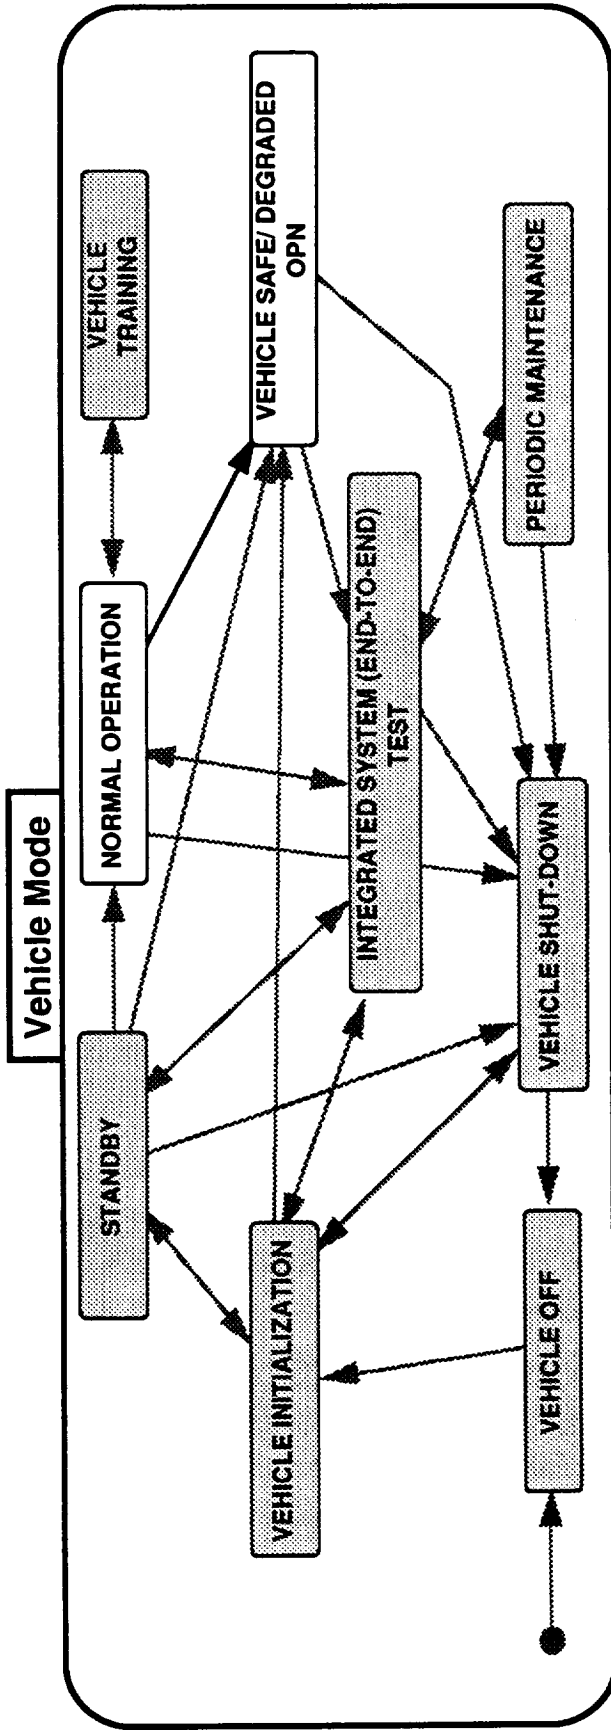 Vehicle Mode
STANDBY
NORMAL OPERATION
VEHICLE
TRAINING
VEHICLE INITIALIZATION
VEHICLE SAFE/ DEGRADED
OPN
INTEGRATED SYSTEM (END-TO-END)
TEST
VEHICLE OFF
VEHICLE SHUT-DOWN
PERIODIC MAINTENANCE